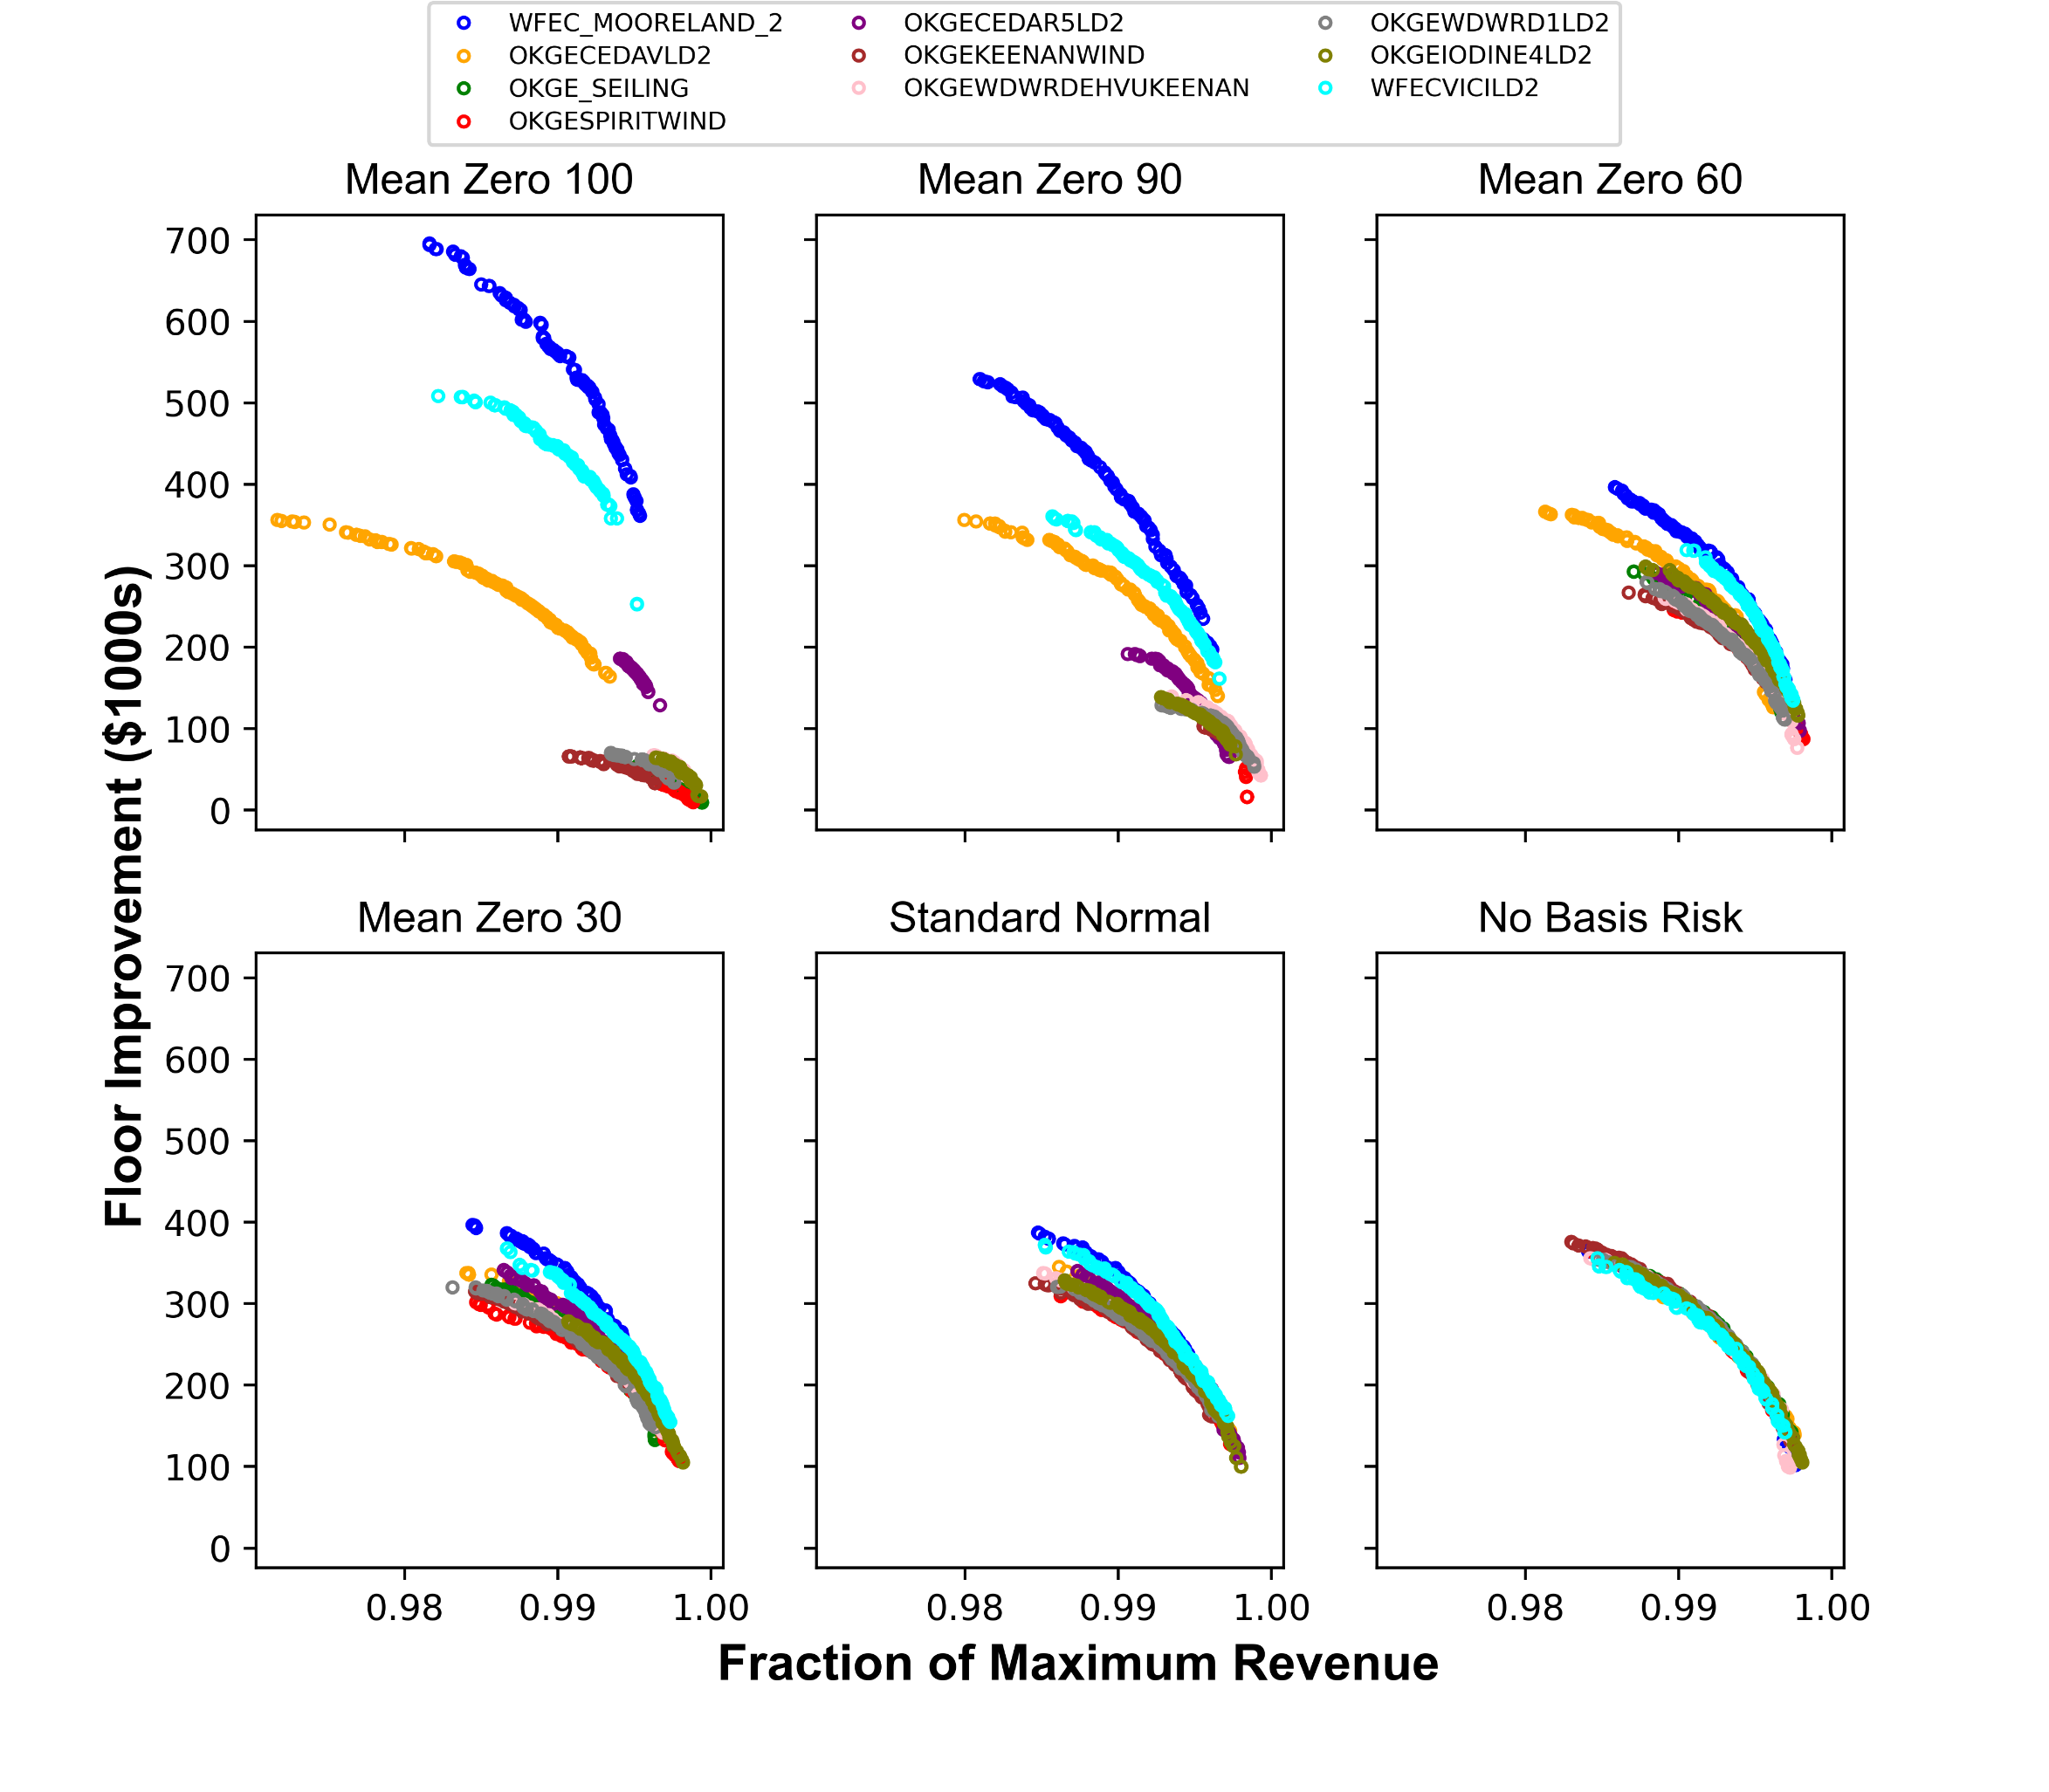 WFEC_MOORELAND_2 OKGECEDAR5LD2 OKGEWDWRD1LD2
OKGECEDAVLD2 OKGEKEENANWIND OKGEIODINE4LD2
OKGE_SEILING OKGEWDWRDEHVUKEENAN WFECVICILD2
OKGESPIRITWIND
Mean Zero 100 Mean Zero 90 Mean Zero 60
700
600
500
400
300
200
100
0
Mean Zero 30 Standard Normal No Basis Risk
700
600
500
400
300
200
100
0
0.98 0.99 1.00 0.98 0.99 1.00 0.98 0.99 1.00
Floor Improvement ($1000s)
Fraction of Maximum Revenue